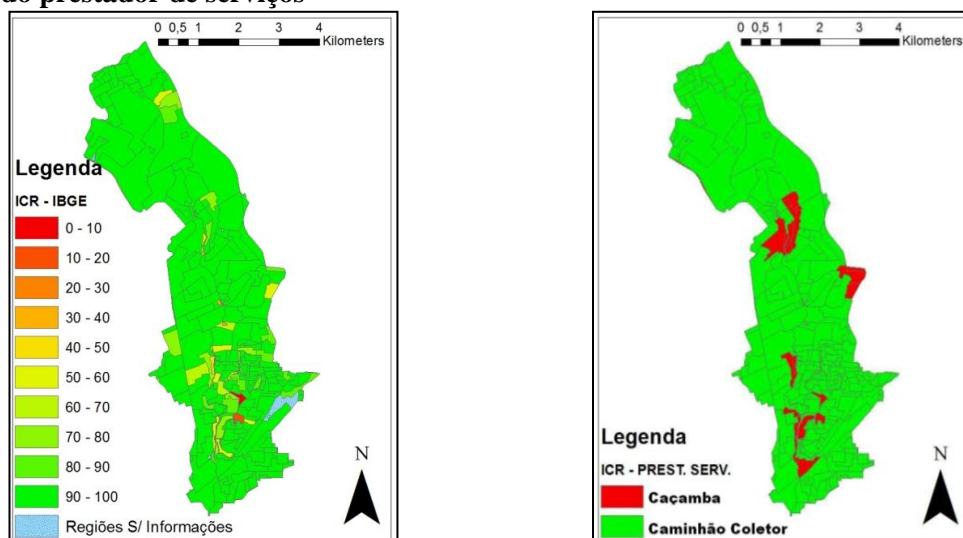 do prestador de serviços
0 0,5 1 2 3 4
Kilometers
Legenda
ICR - IBGE
0 - 10
10 - 20
20 - 30
30 - 40
40 - 50
50 - 60
60 - 70
70 - 80
80 - 90
90 - 100
Regiões S/ Informações
N
0 0,5 1 2 3 4
Kilometers
Legenda
ICR - PREST. SERV.
Caçamba
Caminhão Coletor
N